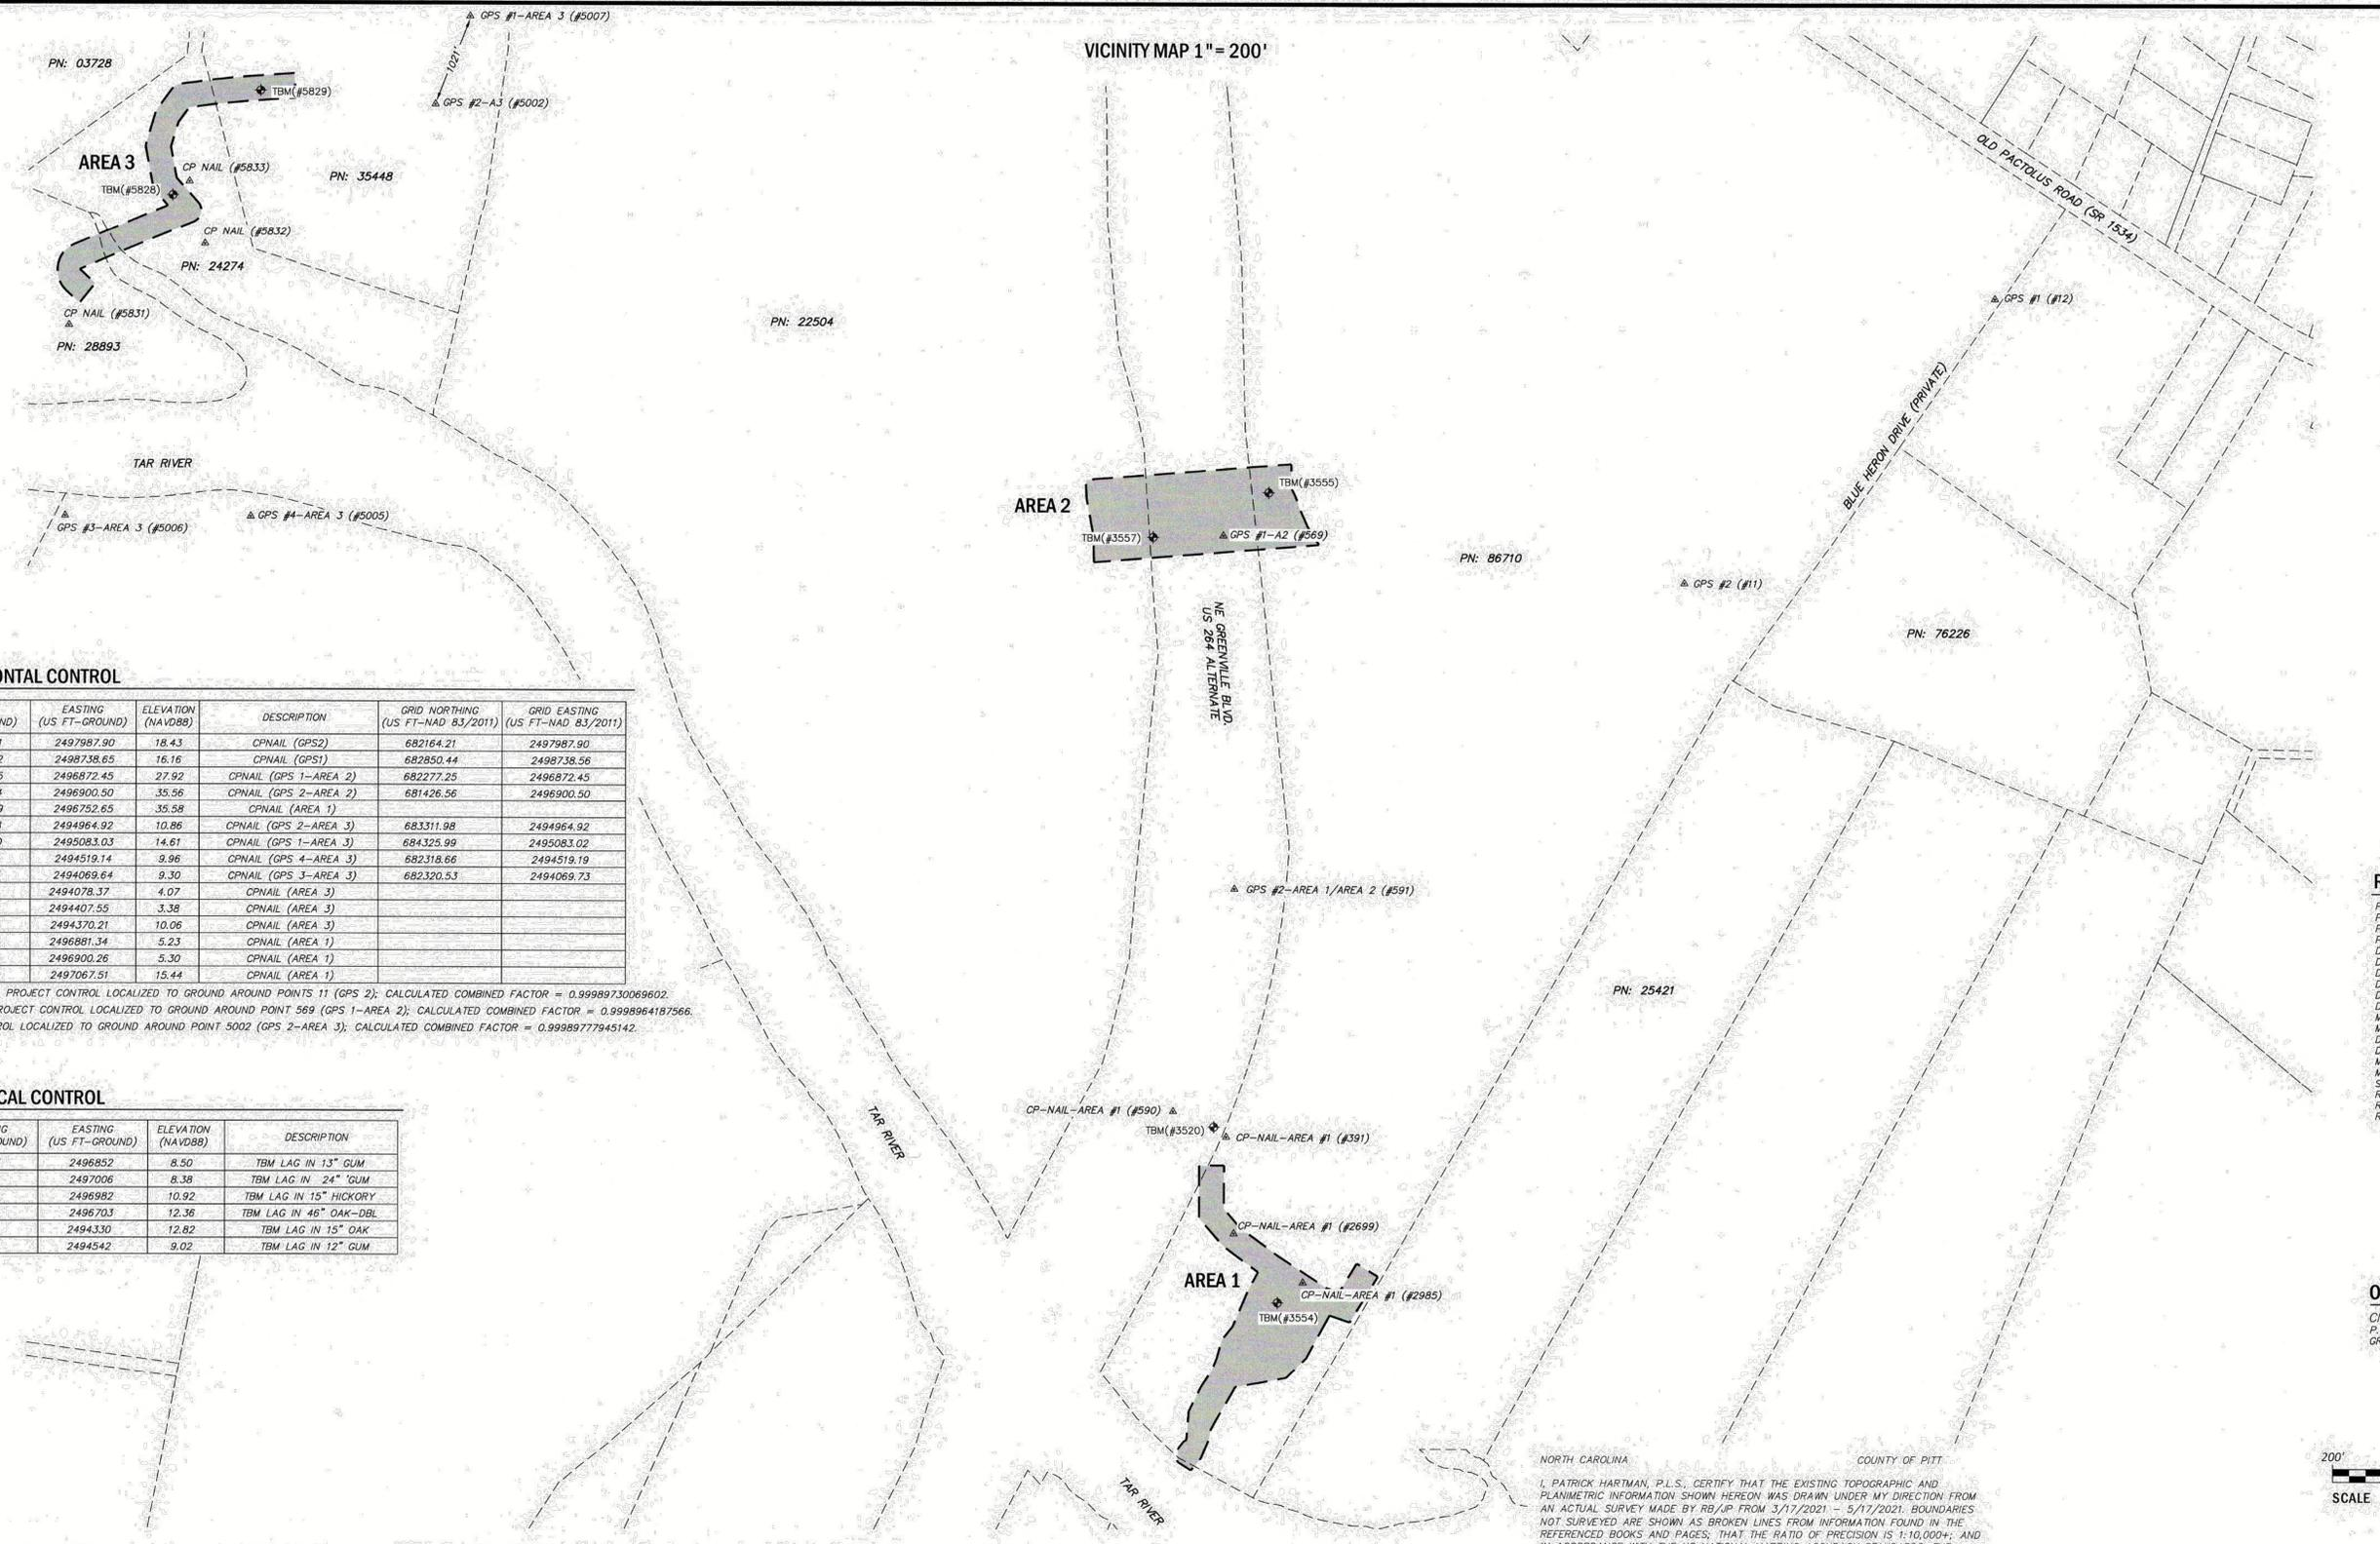 VICINITY MAP 1"= 200'
GPS #1-AREA 3 (#5007)
1021'
GPS #2-A3 (#5002)
PN: 03728
TBM(#5829)
AREA 3
CP NAIL (#5833)
TBM(#5828)
PN: 35448
CP NAIL (#5832)
PN: 24274
CP NAIL (#5831)
PN: 28893
PN: 22504
TAR RIVER
GPS #3-AREA 3 (#5006)
GPS #4-AREA 3 (#5005)
OLD PACTOLUS ROAD (SR 1534)
GPS #1 (#12)
BLUE HERON DRIVE (PRIVATE)
AREA 2
TBM(#3555)
TBM(#3557)
GPS #1-A2 (#569)
PN: 86710
GPS #2 (#11)
PN: 76226
NE GREENVILLE BLVD.
US 264 ALTERNATE
GPS #2-AREA 1/AREA 2 (#591)
PN: 25421
ONTAL CONTROL
ND) EASTING (US FT-GROUND) ELEVATION (NAVD88) DESCRIPTION GRID NORTHING (US FT-NAD 83/2011) GRID EASTING (US FT-NAD 83/2011)
2497987.90 18.43 CPNAIL (GPS2) 682164.21 2497987.90
2498738.65 16.16 CPNAIL (GPS1) 682850.44 2498738.56
2496872.45 27.92 CPNAIL (GPS 1-AREA 2) 682277.25 2496872.45
2496900.50 35.56 CPNAIL (GPS 2-AREA 2) 681426.56 2496900.50
2496752.65 35.58 CPNAIL (AREA 1)
2494964.92 10.86 CPNAIL (GPS 2-AREA 3) 683311.98 2494964.92
2495083.03 14.61 CPNAIL (GPS 1-AREA 3) 684325.99 2495083.02
2494519.14 9.96 CPNAIL (GPS 4-AREA 3) 682318.66 2494519.19
2494069.64 9.30 CPNAIL (GPS 3-AREA 3) 682320.53 2494069.73
2494078.37 4.07 CPNAIL (AREA 3)
2494407.55 3.38 CPNAIL (AREA 3)
2494370.21 10.06 CPNAIL (AREA 3)
2496881.34 5.23 CPNAIL (AREA 1)
2496900.26 5.30 CPNAIL (AREA 1)
2497067.51 15.44 CPNAIL (AREA 1)
PROJECT CONTROL LOCALIZED TO GROUND AROUND POINTS 11 (GPS 2); CALCULATED COMBINED FACTOR = 0.99989730069602.
ROJECT CONTROL LOCALIZED TO GROUND AROUND POINT 569 (GPS 1-AREA 2); CALCULATED COMBINED FACTOR = 0.9998964187566.
ROL LOCALIZED TO GROUND AROUND POINT 5002 (GPS 2-AREA 3); CALCULATED COMBINED FACTOR = 0.99989777945142.
CAL CONTROL
EASTING (US FT-GROUND) ELEVATION (NAVD88) DESCRIPTION
2496852 8.50 TBM LAG IN 13" GUM
2497006 8.38 TBM LAG IN 24" 'GUM
2496982 10.92 TBM LAG IN 15" HICKORY
2496703 12.36 TBM LAG IN 46" OAK-DBL
2494330 12.82 TBM LAG IN 15" OAK
2494542 9.02 TBM LAG IN 12" GUM
TAR RIVER
CP-NAIL-AREA #1 (#590)
TBM(#3520)
CP-NAIL-AREA #1 (#391)
CP-NAIL-AREA #1 (#2699)
AREA 1
CP-NAIL-AREA #1 (#2985)
TBM(#3554)
TAR RIVER
NORTH CAROLINA COUNTY OF PITT
I, PATRICK HARTMAN, P.L.S., CERTIFY THAT THE EXISTING TOPOGRAPHIC AND
PLANIMETRIC INFORMATION SHOWN HEREON WAS DRAWN UNDER MY DIRECTION FROM
AN ACTUAL SURVEY MADE BY RB/JP FROM 3/17/2021 - 5/17/2021. BOUNDARIES
NOT SURVEYED ARE SHOWN AS BROKEN LINES FROM INFORMATION FOUND IN THE
REFERENCED BOOKS AND PAGES; THAT THE RATIO OF PRECISION IS 1:10,000+; AND
200'
SCALE